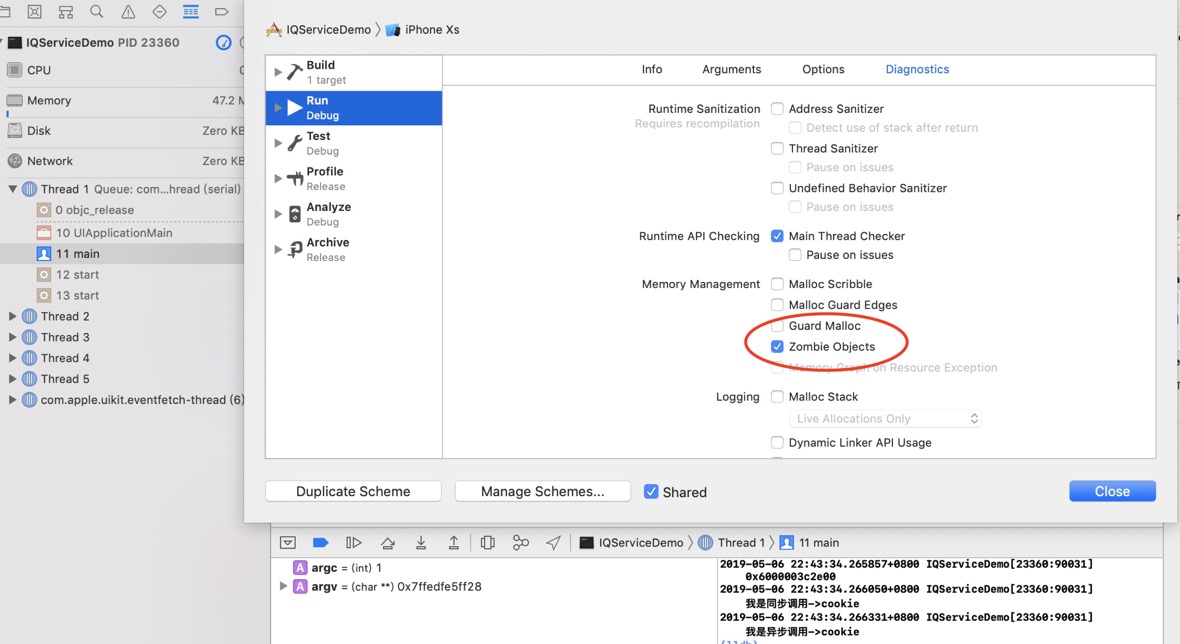 IQServiceDemo PID 23360
CPU
Memory 47.2 M
Disk Zero KB
Network Zero KB
Thread 1 Queue: com...hread (serial)
0 objc_release
10 UIApplicationMain
11 main
12 start
13 start
Thread 2
Thread 3
Thread 4
Thread 5
com.apple.uikit.eventfetch-thread (6)
IQServiceDemo 〉 iPhone Xs
Build
1 target
Run
Debug
Test
Debug
Profile
Release
Analyze
Debug
Archive
Release
Info Arguments Options Diagnostics
Runtime Sanitization Address Sanitizer
Requires recompilation Detect use of stack after return
Thread Sanitizer
Pause on issues
Undefined Behavior Sanitizer
Pause on issues
Runtime API Checking Main Thread Checker
Pause on issues
Memory Management Malloc Scribble
Malloc Guard Edges
Guard Malloc
Zombie Objects
Memory Graph on Resource Exception
Logging Malloc Stack
Live Allocations Only
Dynamic Linker API Usage
Duplicate Scheme Manage Schemes... Shared Close
IQServiceDemo 〉 Thread 1 〉 11 main
A argc = (int) 1
A argv = (char **) 0x7ffedfe5ff28
2019-05-06 22:43:34.265857+0800 IQServiceDemo[23360:90031]
0x6000003c2e00
2019-05-06 22:43:34.266050+0800 IQServiceDemo[23360:90031]
我是同步调用->cookie
2019-05-06 22:43:34.266331+0800 IQServiceDemo[23360:90031]
我是异步调用->cookie